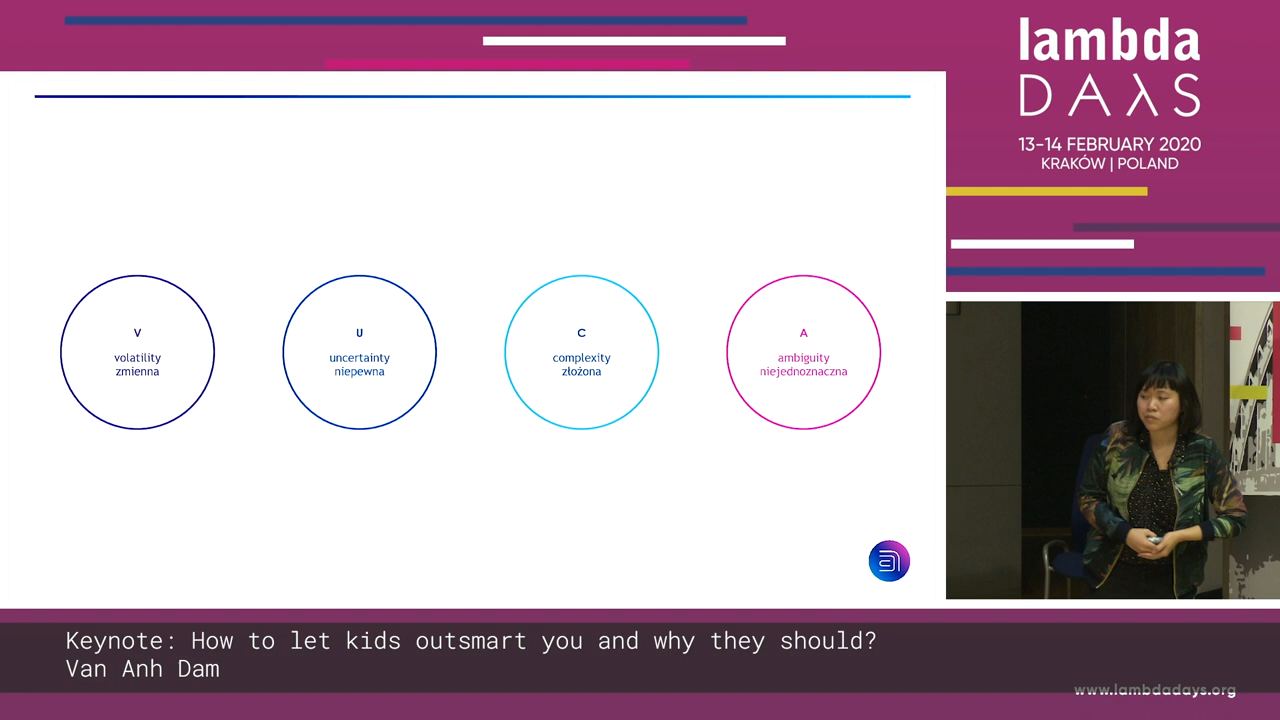 lambda
DAλS
13-14 FEBRUARY 2020
KRAKÓW | POLAND
V
volatility
zmienna
U
uncertainty
niepewna
C
complexity
złożona
A
ambiguity
niejednoznaczna
Keynote: How to let kids outsmart you and why they should?
Van Anh Dam
www.lambdadays.org